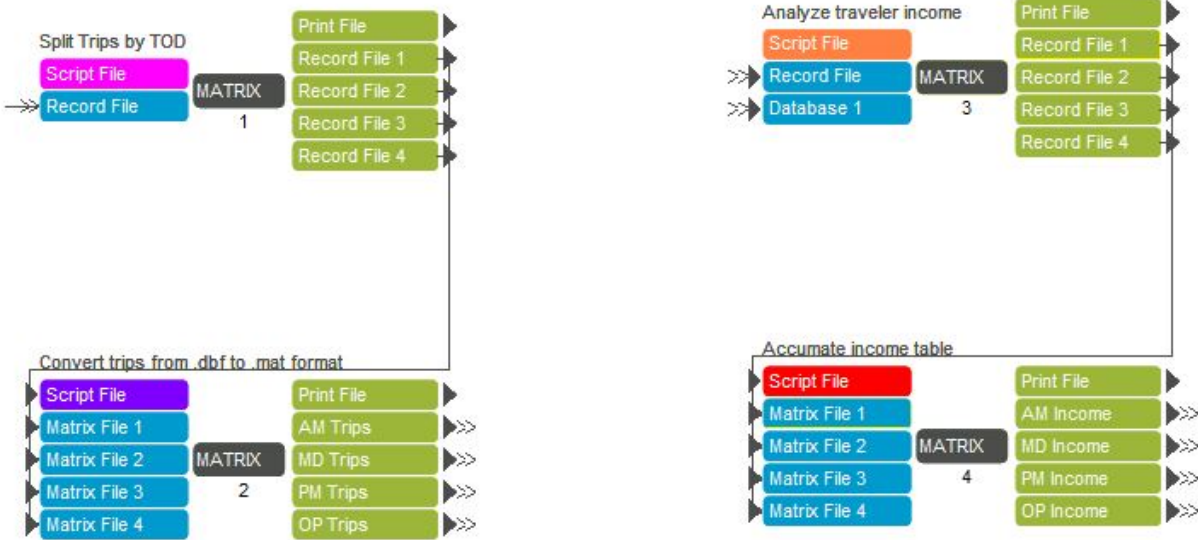 Split Trips by TOD
Script File
Record File
MATRIX
1
Print File
Record File 1
Record File 2
Record File 3
Record File 4
Analyze traveler income
Script File
Record File
Database 1
MATRIX
3
Print File
Record File 1
Record File 2
Record File 3
Record File 4
Convert trips from .dbf to .mat format
Script File
Matrix File 1
Matrix File 2
Matrix File 3
Matrix File 4
MATRIX
2
Print File
AM Trips
MD Trips
PM Trips
OP Trips
Accumate income table
Script File
Matrix File 1
Matrix File 2
Matrix File 3
Matrix File 4
MATRIX
4
Print File
AM Income
MD Income
PM Income
OP Income